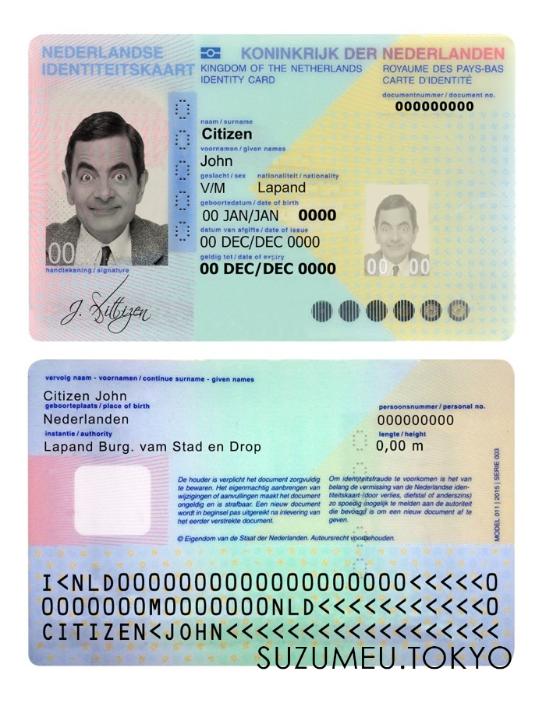 NEDERLANDSE
IDENTITEITSKAART
KONINKRIJK DER NEDERLANDEN
KINGDOM OF THE NETHERLANDS
IDENTITY CARD
ROYAUME DES PAYS-BAS
CARTE D'IDENTITÉ
documentnummer / document no.
000000000
naam / surname
Citizen
voornamen / given names
John
geslacht / sex nationaliteit / nationality
V/M Lapand
geboortedatum / date of birth
00 JAN/JAN 0000
datum van afgifte / date of issue
00 DEC/DEC 0000
geldig tot / date of expiry
00 DEC/DEC 0000
00
00 00
handtekening / signature
vervolg naam - voornamen / continue surname - given names
Citizen John
geboorteplaats / place of birth
Nederlanden
instantie / authority
Lapand Burg. vam Stad en Drop
persoonsnummer / personal no.
000000000
lengte / height
0,00 m
De houder is verplicht het document zorgvuldig
te bewaren. Het eigenmachtig aanbrengen van
wijzigingen of aanvullingen maakt het document
ongeldig en is strafbaar. Een nieuw document
wordt in beginsel pas uitgereikt na inlevering van
het eerder verstrekte document.
© Eigendom van de Staat der Nederlanden. Auteursrecht voorbehouden.
Om identiteitsfraude te voorkomen is het van
belang de vermissing van de Nederlandse iden-
titeitskaart (door verlies, diefstal of anderszins)
zo spoedig mogelijk te melden aan de autoriteit
die bevoegd is om een nieuw document af te
geven.
MODEL 011 | 2015 | SERIE 003
I<NLD0000000000000000000<<<<<0
0000000M0000000NLD<<<<<<<<<<<0
CITIZEN<JOHN<<<<<<<<<<<<<<<<<<
SUZUMEU.TOKYO